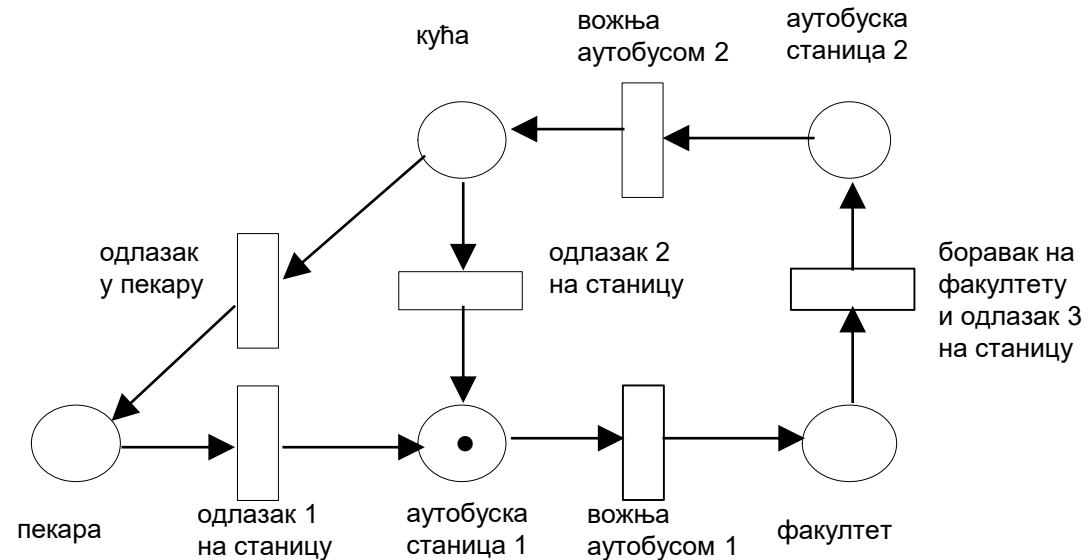 кућа
вожња
аутобусом 2
аутобуска
станица 2
одлазак
у пекару
одлазак 2
на станицу
боравак на
факултету
и одлазак 3
на станицу
пекара
одлазак 1
на станицу
аутобуска
станица 1
вожња
аутобусом 1
факултет